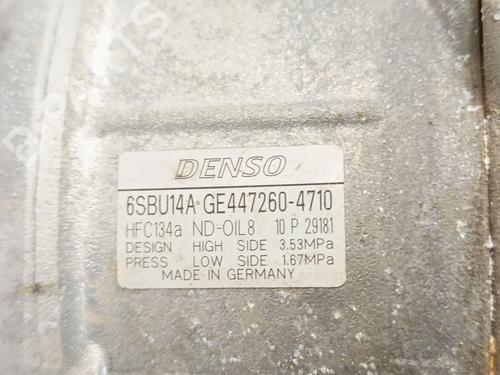 DENSO
6SBU14A GE447260-4710
HFC134a ND-OIL8 10 P 29181
DESIGN HIGH SIDE 3.53MPa
PRESS LOW SIDE 1.67MPa
MADE IN GERMANY